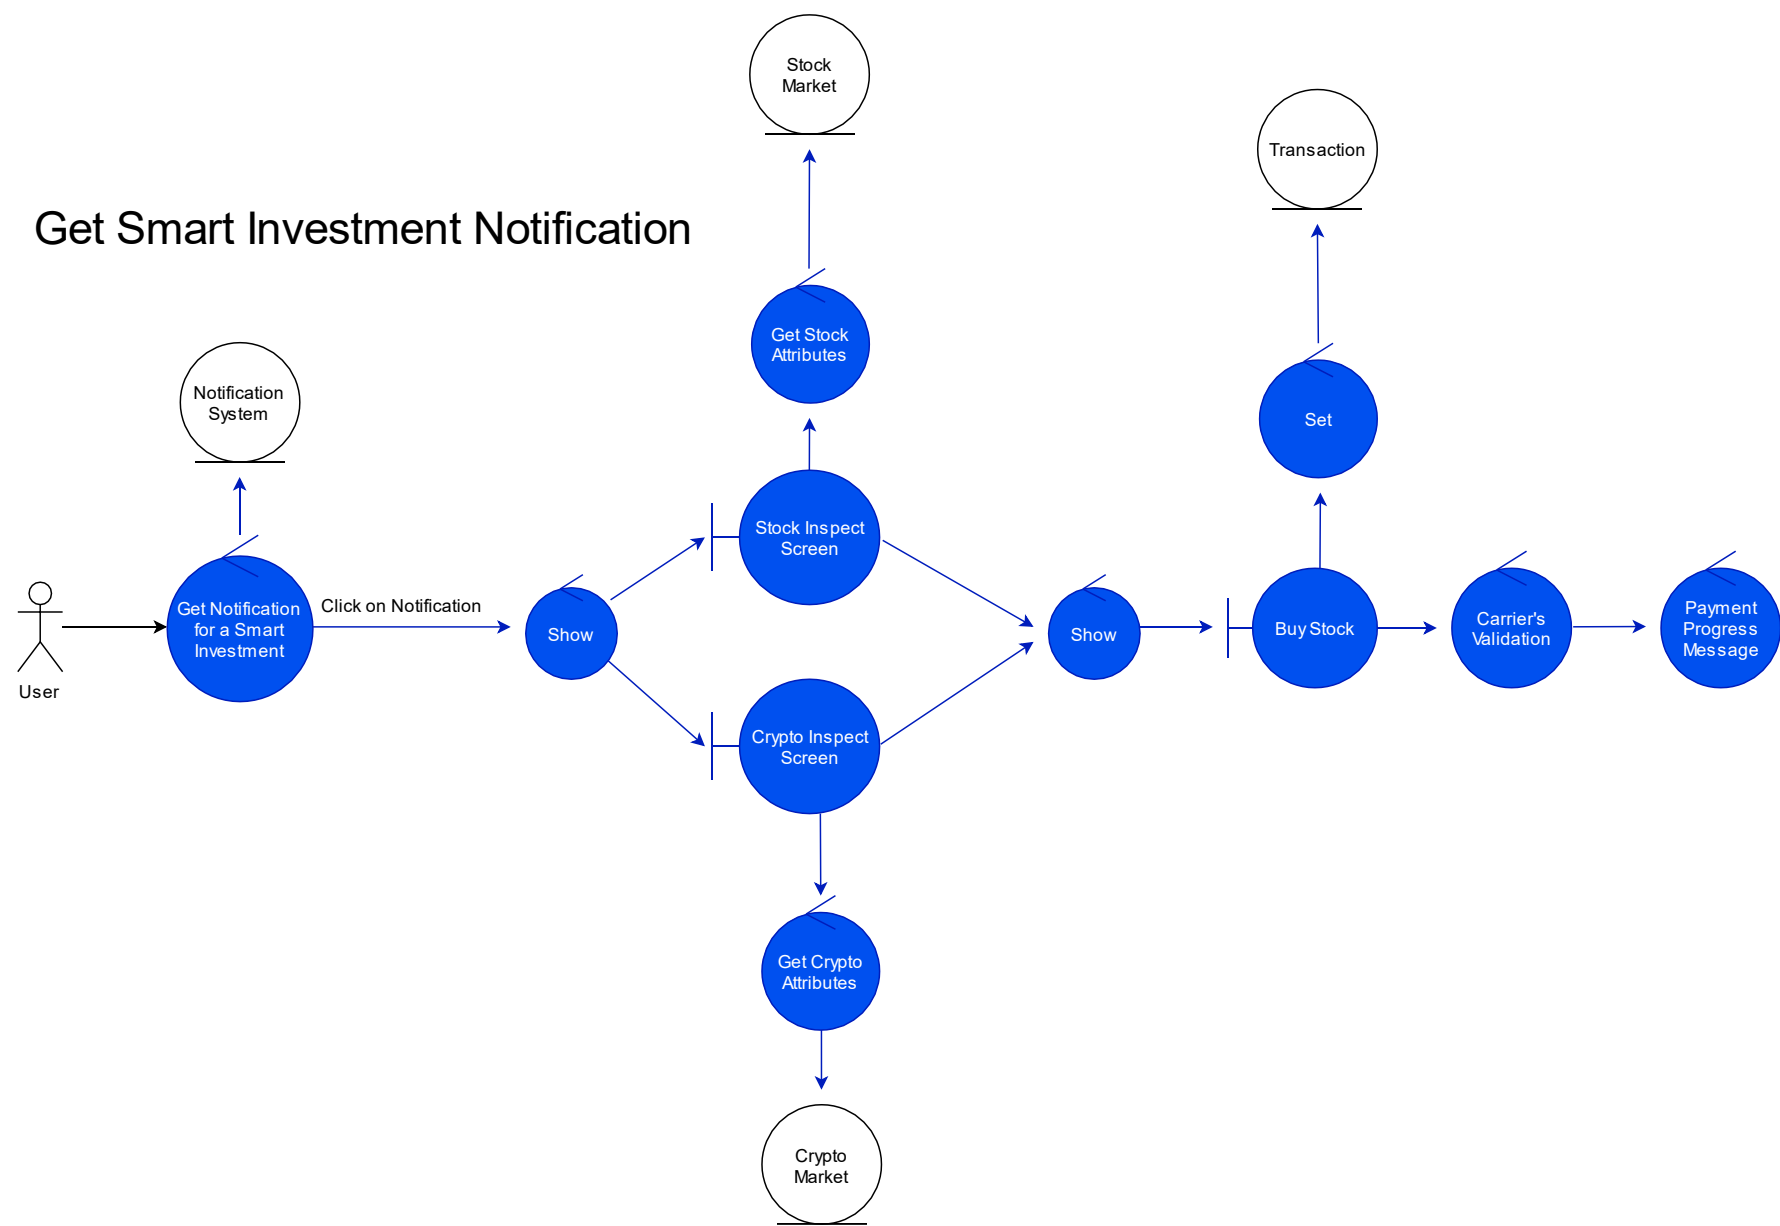 Stock
Market
Transaction
Get Smart Investment Notification
Get Stock
Attributes
Notification
System
Set
Stock Inspect
Screen
Click on Notification
Get Notification
for a Smart
Investment
Show
Show
Buy Stock
Carrier's
Validation
Payment
Progress
Message
User
Crypto Inspect
Screen
Get Crypto
Attributes
Crypto
Market